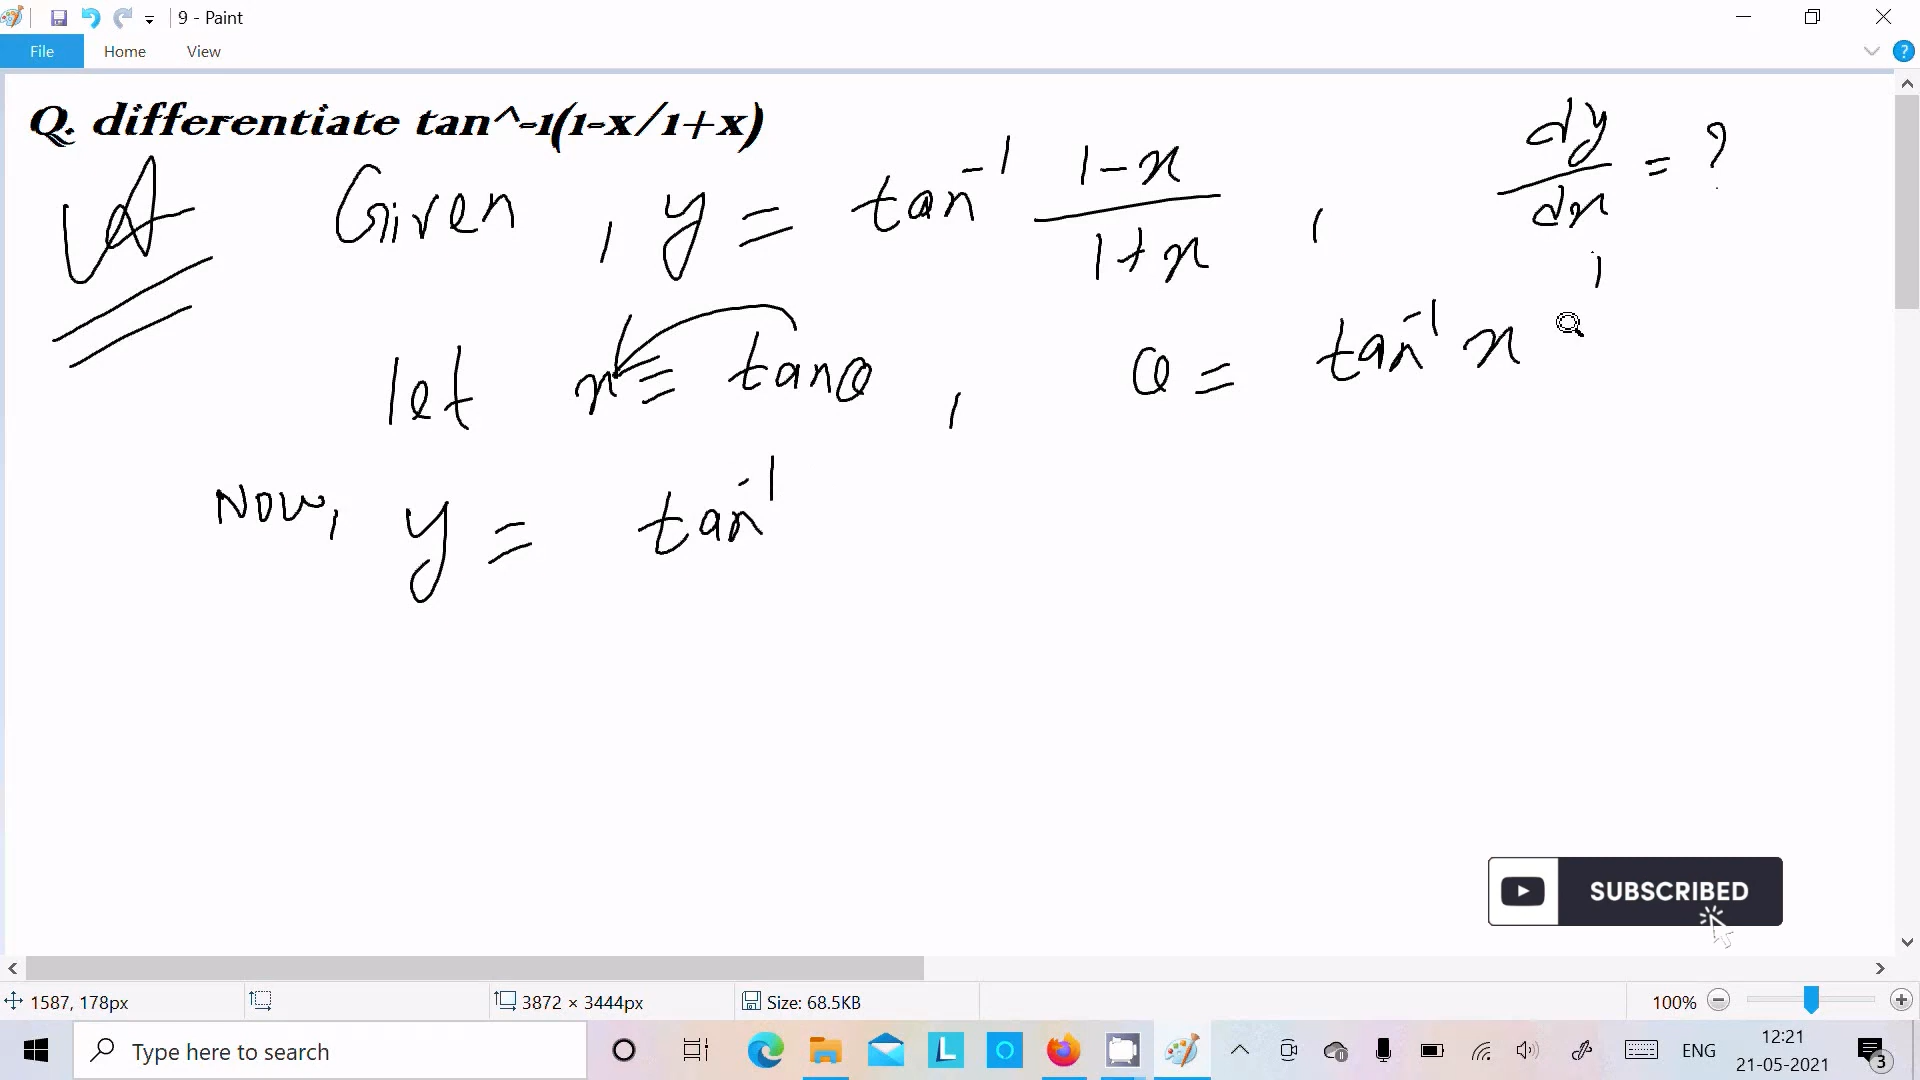 9 - Paint
File Home View
Q. differentiate tan^-1(1-x/1+x)
Given , y = tan⁻¹ 1-x / 1+x , dy/dx = ? ,
let x = tanθ , θ = tan⁻¹ x
Now, y = tan⁻¹
SUBSCRIBED
1587, 178px 3872 × 3444px Size: 68.5KB 100%
Type here to search ENG 12:21
21-05-2021 3